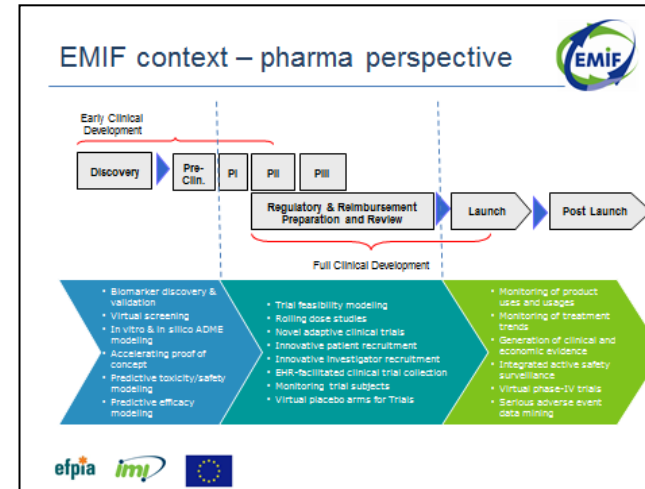 EMIF context – pharma perspective
EMIF
Early Clinical
Development
Discovery
Pre-
Clin.
PI
PII
PIII
Regulatory & Reimbursement
Preparation and Review
Launch
Post Launch
Full Clinical Development
• Biomarker discovery &
validation
• Virtual screening
• In vitro & in silico ADME
modeling
• Accelerating proof of
concept
• Predictive toxicity/safety
modeling
• Predictive efficacy
modeling
• Trial feasibility modeling
• Rolling dose studies
• Novel adaptive clinical trials
• Innovative patient recruitment
• Innovative investigator recruitment
• EHR-facilitated clinical trial collection
• Monitoring trial subjects
• Virtual placebo arms for Trials
• Monitoring of product
uses and usages
• Monitoring of treatment
trends
• Generation of clinical and
economic evidence
• Integrated active safety
surveillance
• Virtual phase-IV trials
• Serious adverse event
data mining
efpia
imi